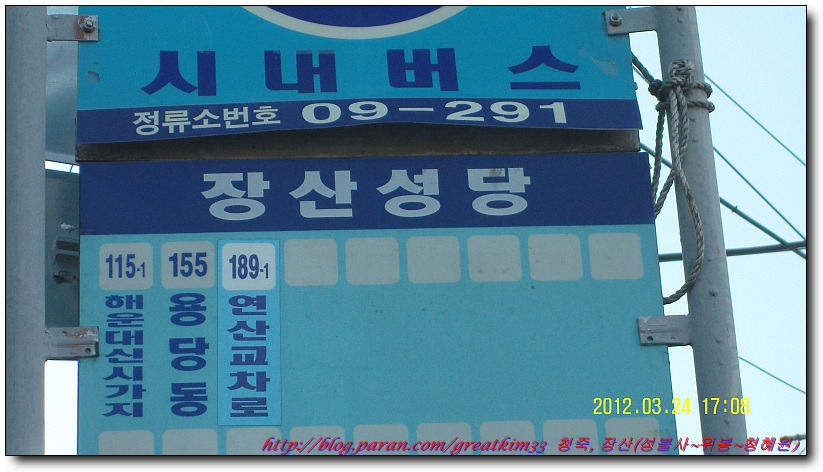 시내버스
정류소번호 09-291
장산성당
115-1 155 189-1
해운대신시가지
용당동
연산교차로
2012.03.24 17:08
http://blog.paran.com/greatkim33 청죽, 장산(성불사~위봉~청혜원)